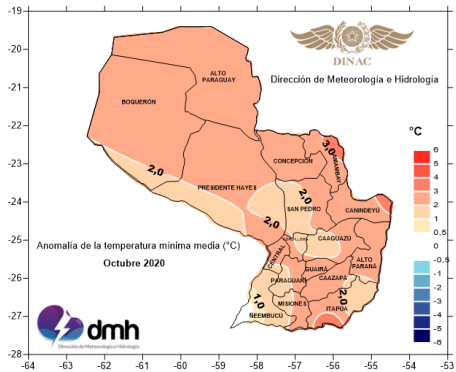 -19
-20
-21
-22
-23
-24
-25
-26
-27
-28
-64 -63 -62 -61 -60 -59 -58 -57 -56 -55 -54 -53
DINAC
Dirección de Meteorología e Hidrología
ALTO
PARAGUAY
BOQUERÓN
2,0
PRESIDENTE HAYES
CONCEPCIÓN
3,0
AMAMBAY
2,0
SAN PEDRO
2,0
CANINDEYÚ
CORDILLERA
CAAGUAZÚ
CENTRAL
GUAIRÁ
ALTO
PARANÁ
PARAGUARÍ
CAAZAPÁ
1,0
2,0
MISIONES
ÑEEMBUCÚ
ITAPÚA
Anomalía de la temperatura mínima media (°C)
Octubre 2020
dmh
Dirección de Meteorología e Hidrología
°C
6
5
4
3
2
1
0.5
0
-0.5
-1
-2
-3
-4
-5
-6